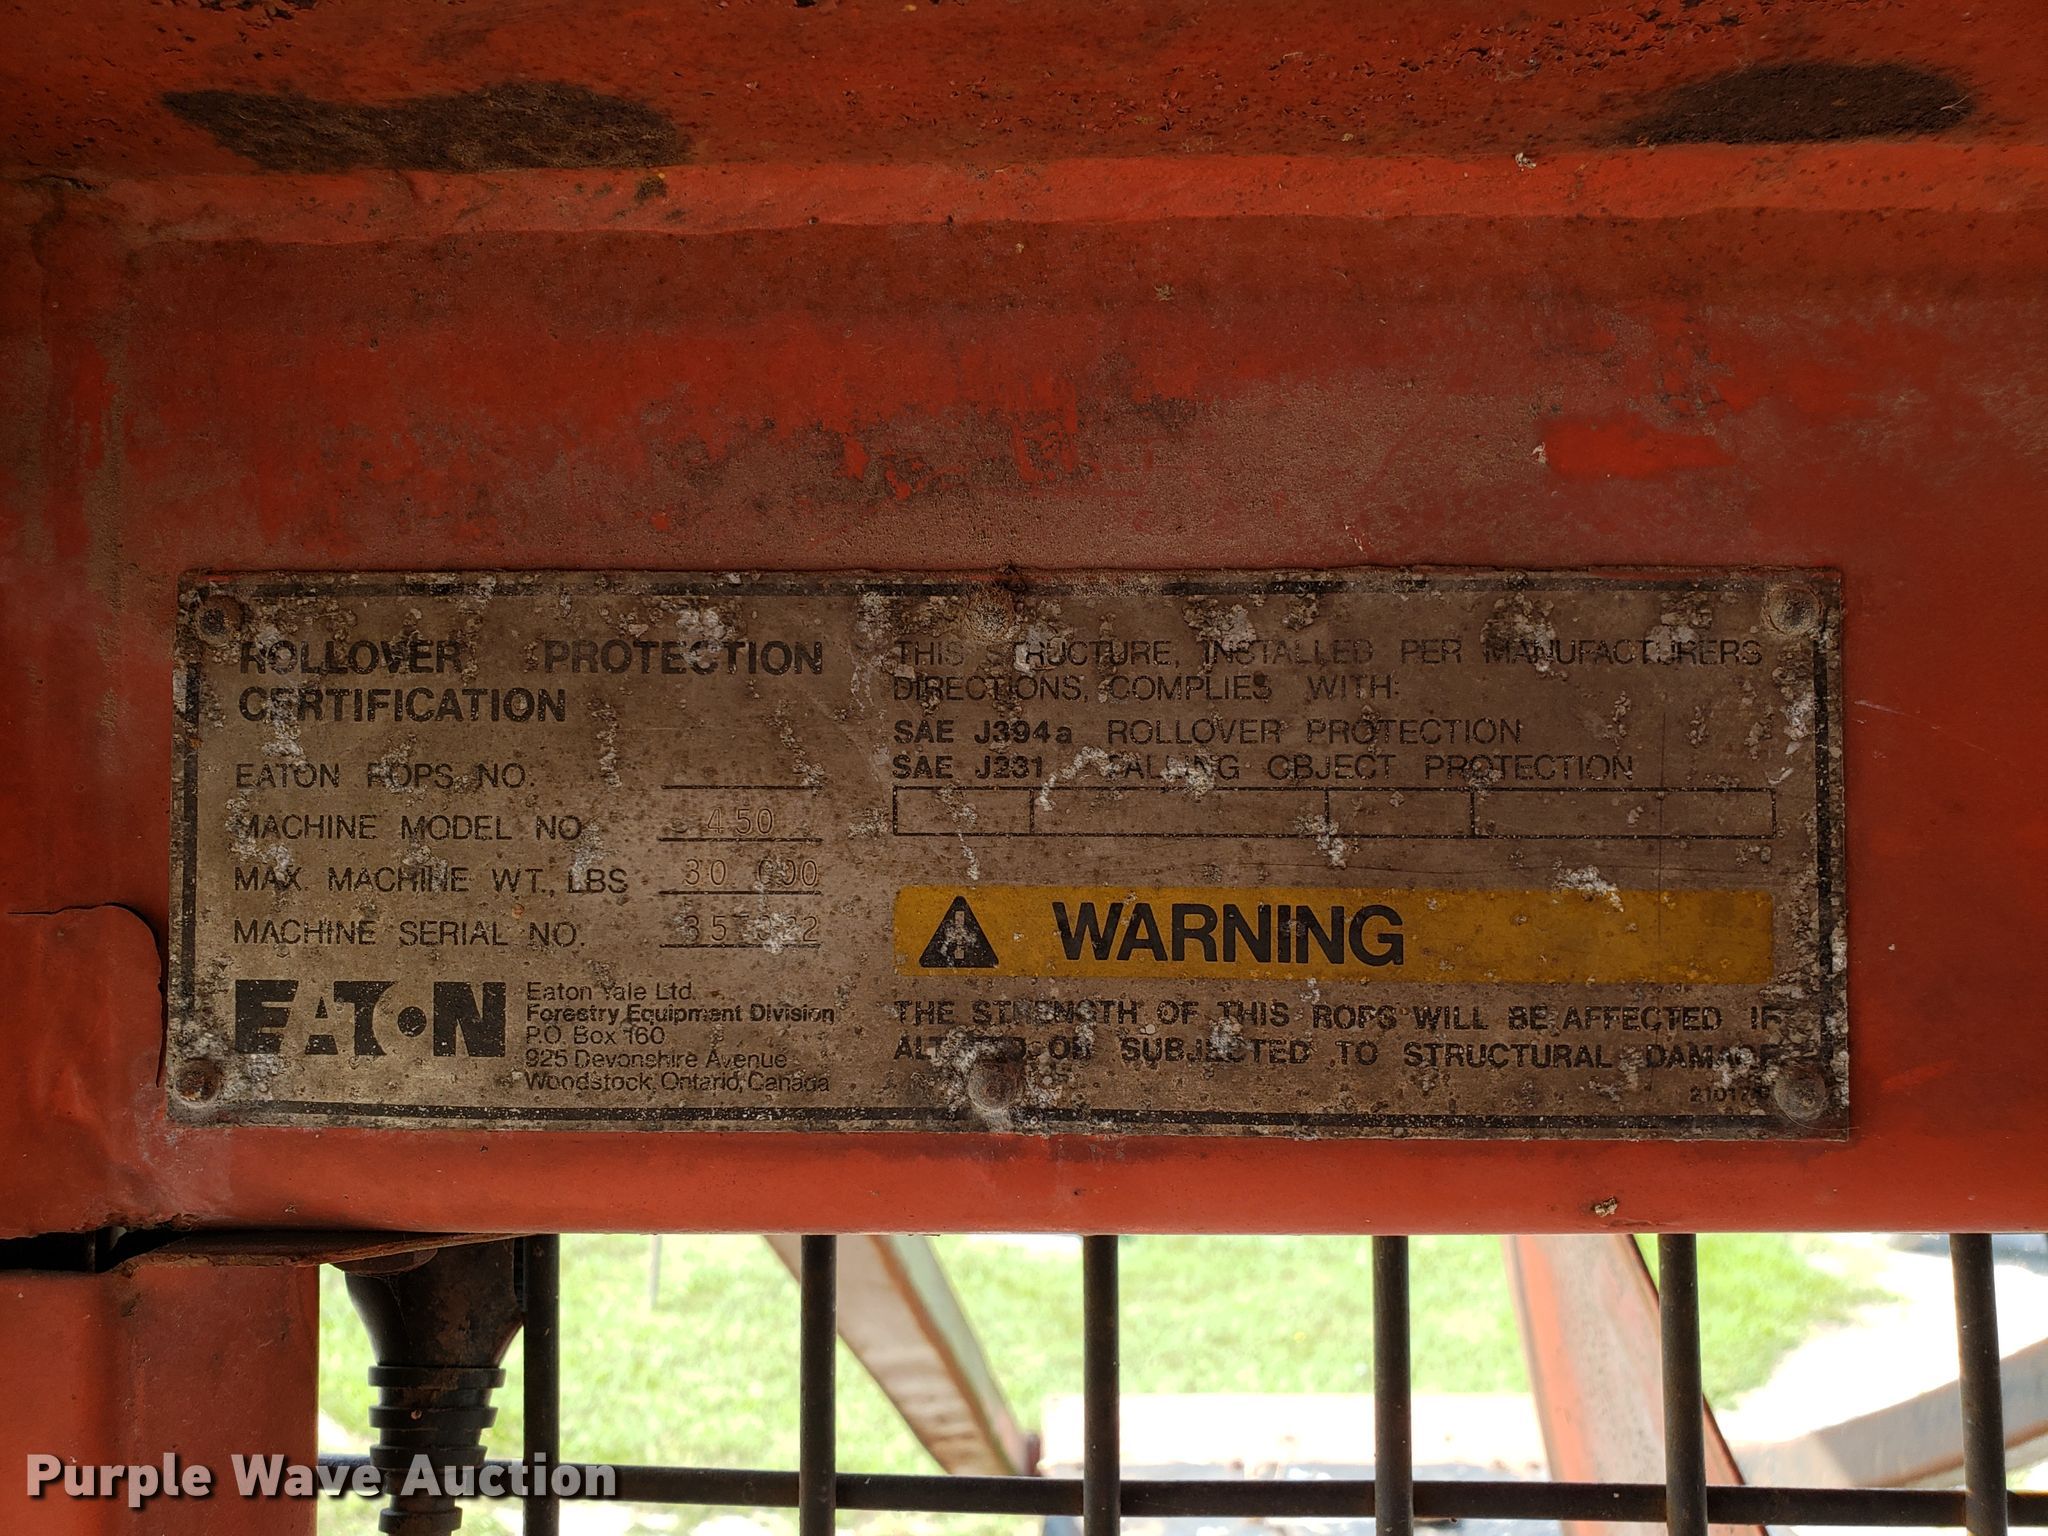 ROLLOVER PROTECTION
CERTIFICATION
EATON ROPS NO.
MACHINE MODEL NO. 450
MAX. MACHINE WT., LBS 30 000
MACHINE SERIAL NO.
EATON
Eaton Yale Ltd.
Forestry Equipment Division
P.O. Box 160
925 Devonshire Avenue
Woodstock, Ontario, Canada
THIS STRUCTURE, INSTALLED PER MANUFACTURERS
DIRECTIONS, COMPLIES WITH:
SAE J394a ROLLOVER PROTECTION
SAE J231 FALLING OBJECT PROTECTION
WARNING
THE STRENGTH OF THIS ROPS WILL BE AFFECTED IF
ALTERED OR SUBJECTED TO STRUCTURAL DAMAGE
Purple Wave Auction